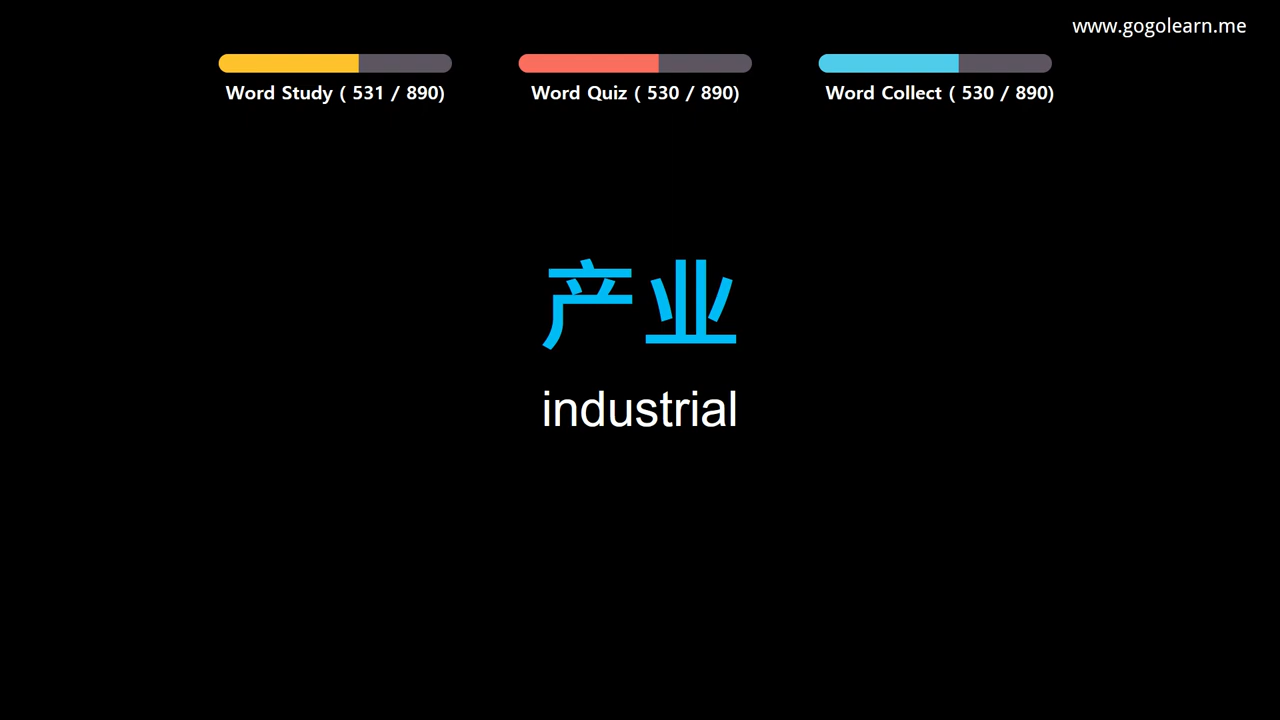 www.gogolearn.me
Word Study ( 531 / 890)
Word Quiz ( 530 / 890)
Word Collect ( 530 / 890)
产业
industrial